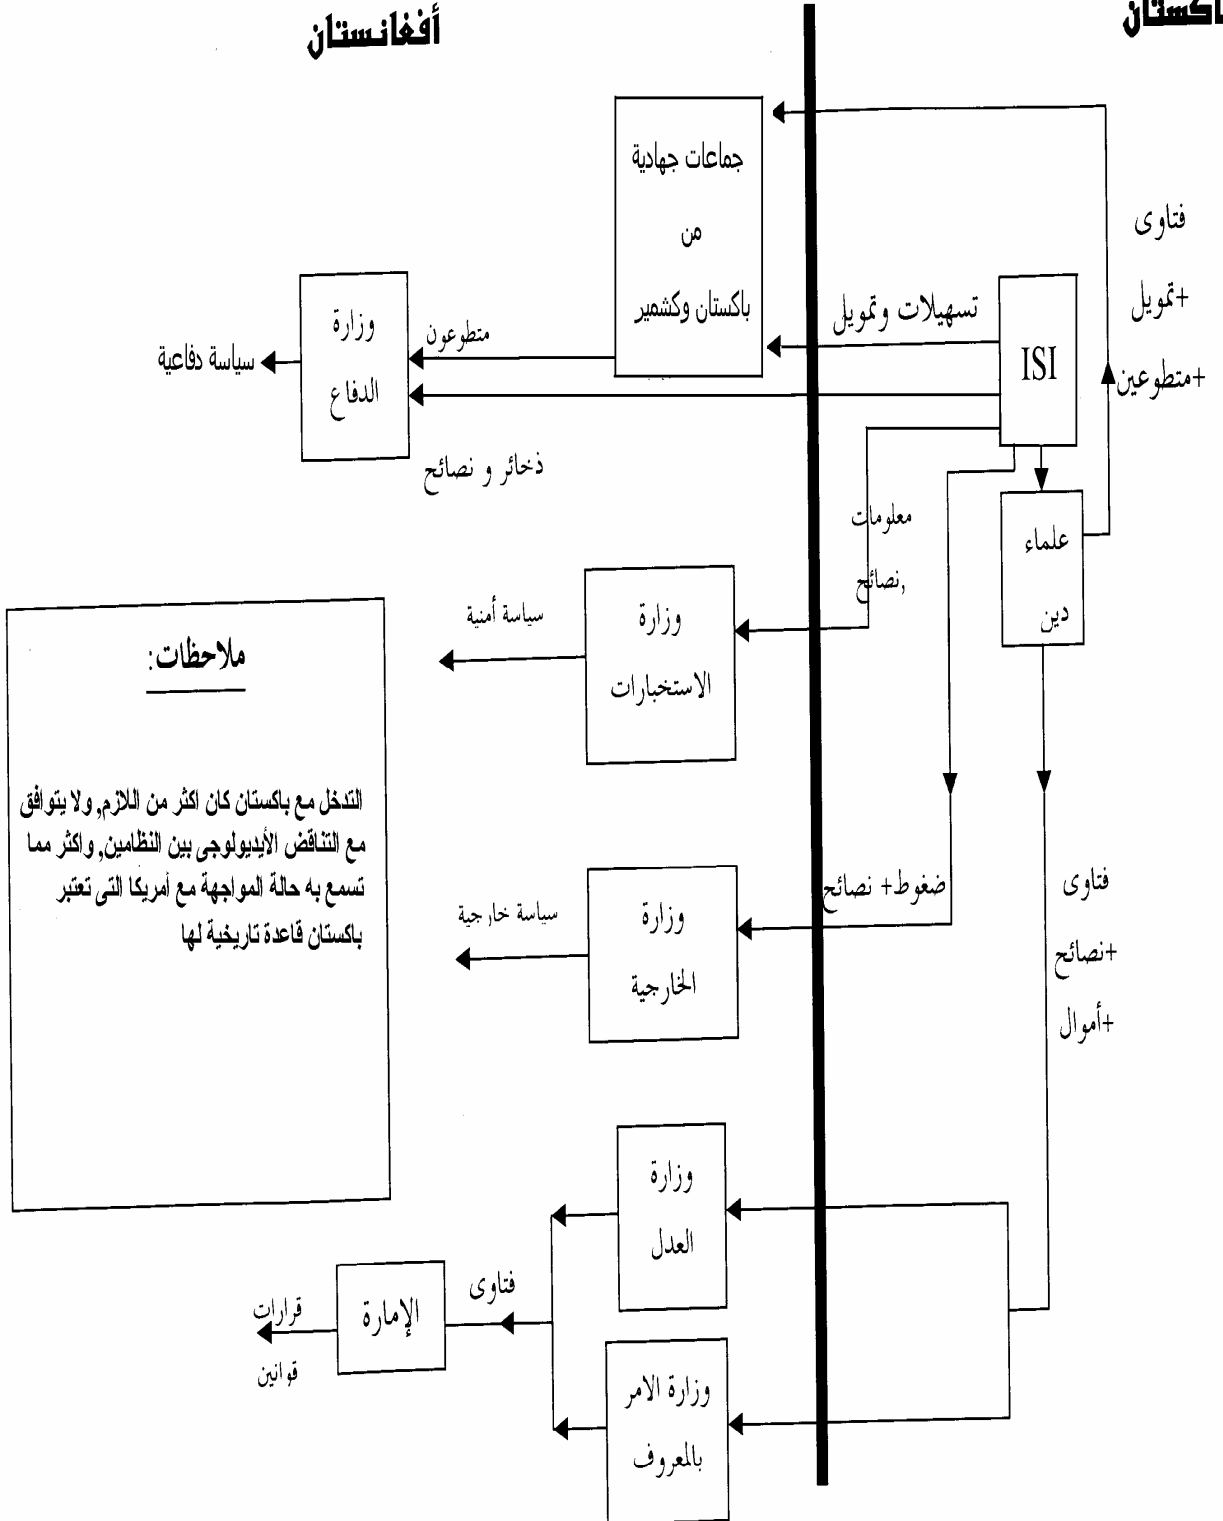 باكستان
أفغانستان
جماعات جهادية
من
باكستان وكشمير
فتاوى
+تمويل
+متطوعين
تسهيلات وتمويل
ISI
وزارة
الدفاع
متطوعون
سياسة دفاعية
ذخائر و نصائح
علماء
دين
معلومات
,نصائح
وزارة
الاستخبارات
سياسة أمنية
ملاحظات:
التدخل مع باكستان كان اكثر من اللازم, ولا يتوافق
مع التناقض الأيديولوجى بين النظامين, واكثر مما
تسمع به حالة المواجهة مع أمريكا التى تعتبر
باكستان قاعدة تاريخية لها
ضغوط+ نصائح
وزارة
الخارجية
سياسة خارجية
فتاوى
+نصائح
+أموال
وزارة
العدل
فتاوى
الإمارة
قرارات
قوانين
وزارة الامر
بالمعروف